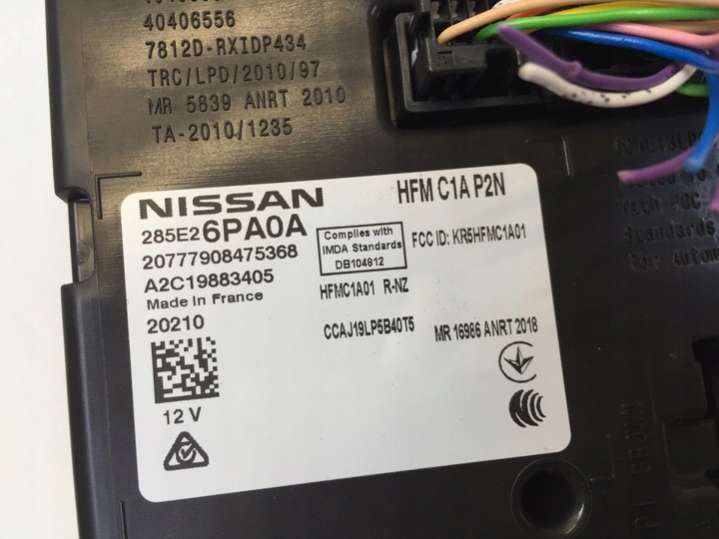 40406556
7812D-RXIDP434
TRC/LPD/2010/97
MR 5839 ANRT 2010
TA-2010/1235
NISSAN HFM C1A P2N
285E2 6PA0A
20777908475368
A2C19883405
Made in France
20210
12 V
Complies with
IMDA Standards
DB104812
FCC ID: KR5HFMC1A01
HFMC1A01 R-NZ
CCAJ19LP5B40T5
MR 16986 ANRT 2018